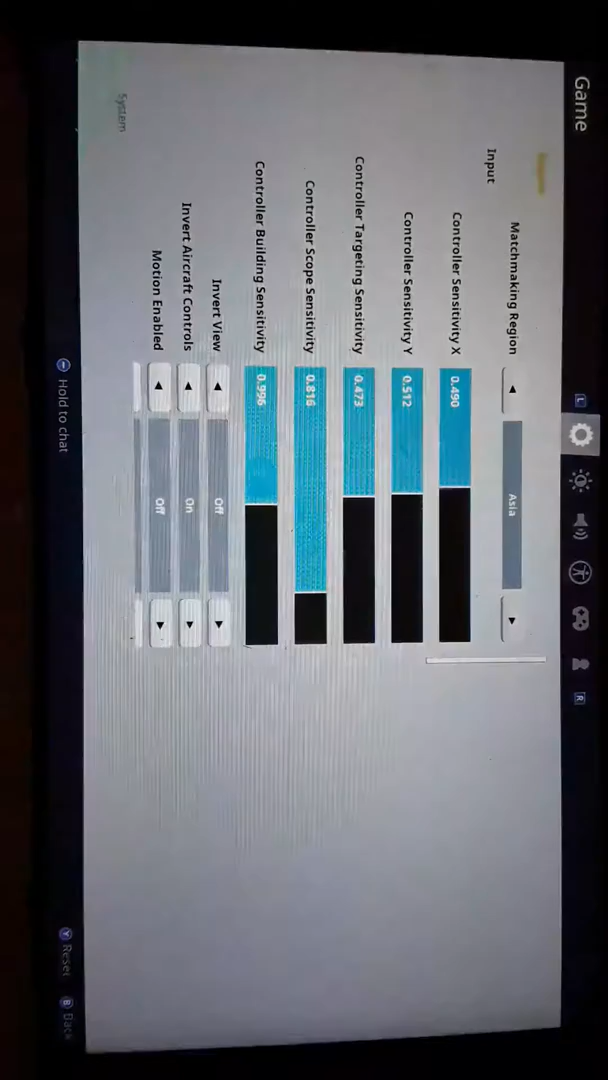 Game
L
R
Matchmaking Region
Asia
Input
Controller Sensitivity X
0.490
Controller Sensitivity Y
0.512
Controller Targeting Sensitivity
0.473
Controller Scope Sensitivity
0.816
Controller Building Sensitivity
0.996
Invert View
Off
Invert Aircraft Controls
On
Motion Enabled
Off
System
Hold to chat
Y Reset
B Back